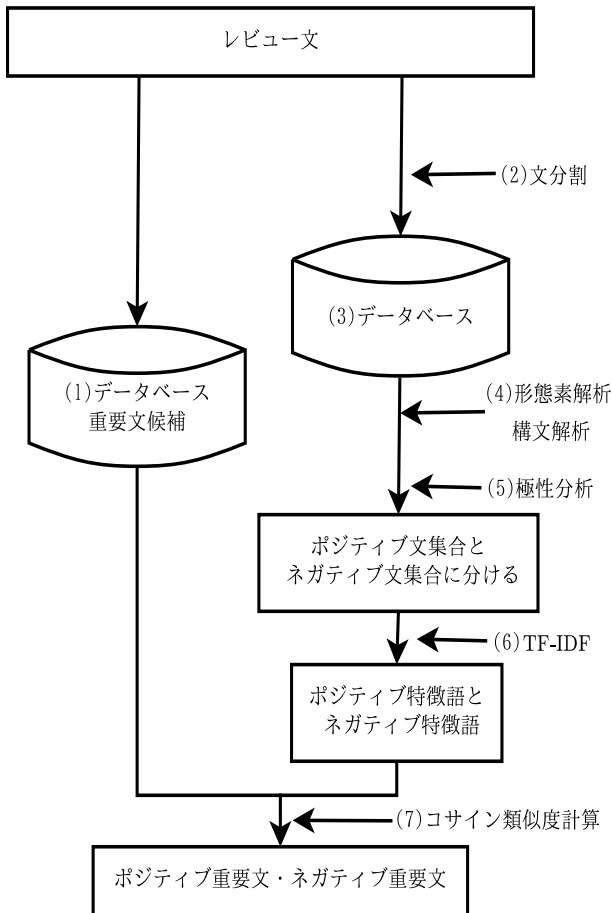 レビュー文
(2)文分割
(3)データベース
(1)データベース
重要文候補
(4)形態素解析
構文解析
(5)極性分析
ポジティブ文集合と
ネガティブ文集合に分ける
(6)TF-IDF
ポジティブ特徴語と
ネガティブ特徴語
(7)コサイン類似度計算
ポジティブ重要文・ネガティブ重要文